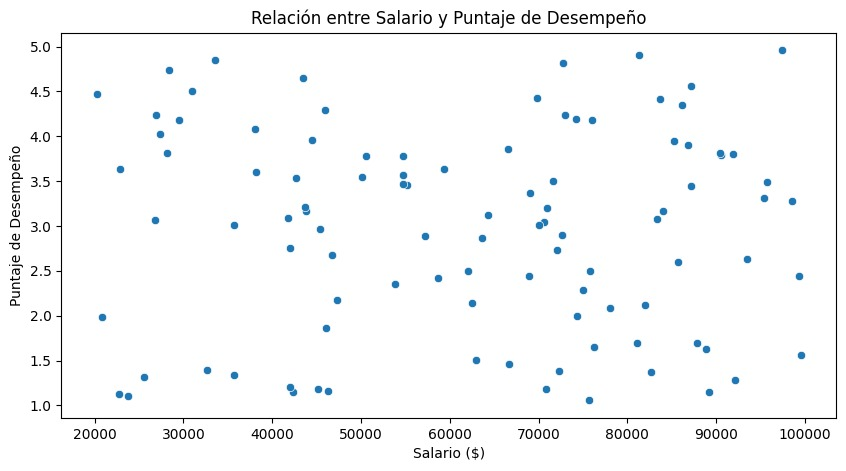 Relación entre Salario y Puntaje de Desempeño
5.0
4.5
4.0
3.5
3.0
2.5
2.0
1.5
1.0
Puntaje de Desempeño
20000 30000 40000 50000 60000 70000 80000 90000 100000
Salario ($)